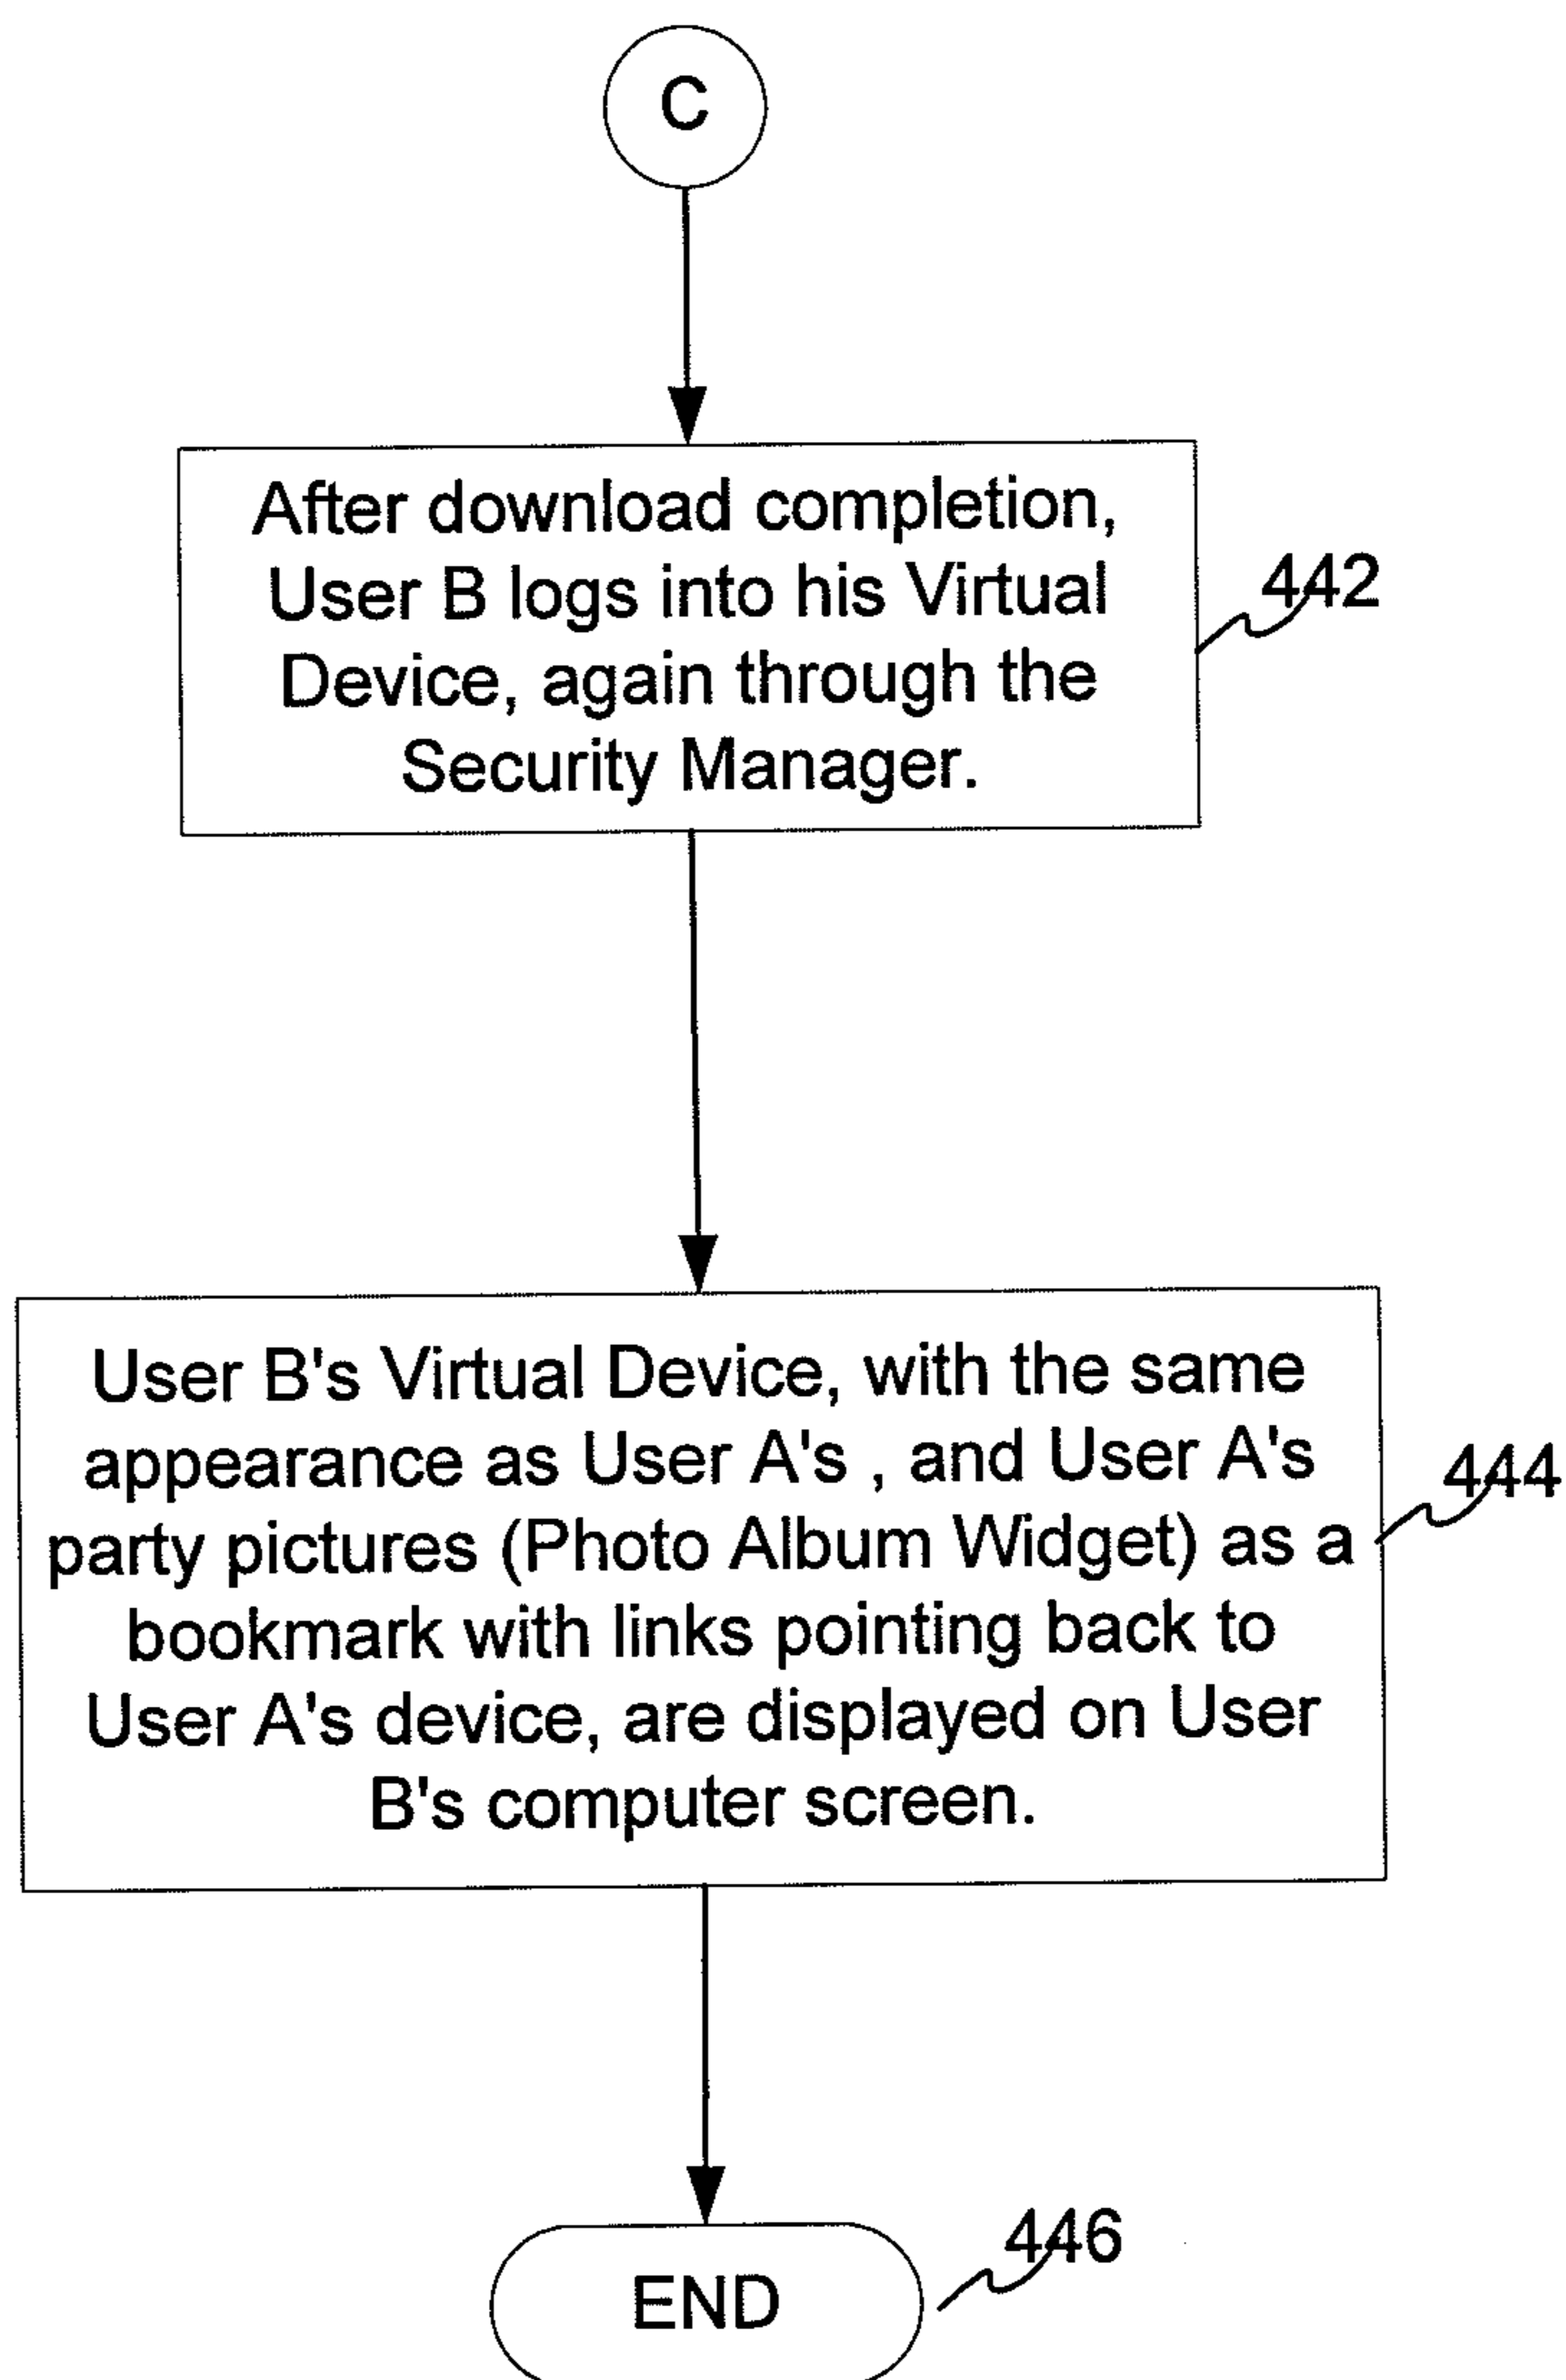 C
After download completion,
User B logs into his Virtual
Device, again through the
Security Manager.
442
User B's Virtual Device, with the same
appearance as User A's , and User A's
party pictures (Photo Album Widget) as a
bookmark with links pointing back to
User A's device, are displayed on User
B's computer screen.
444
END
446